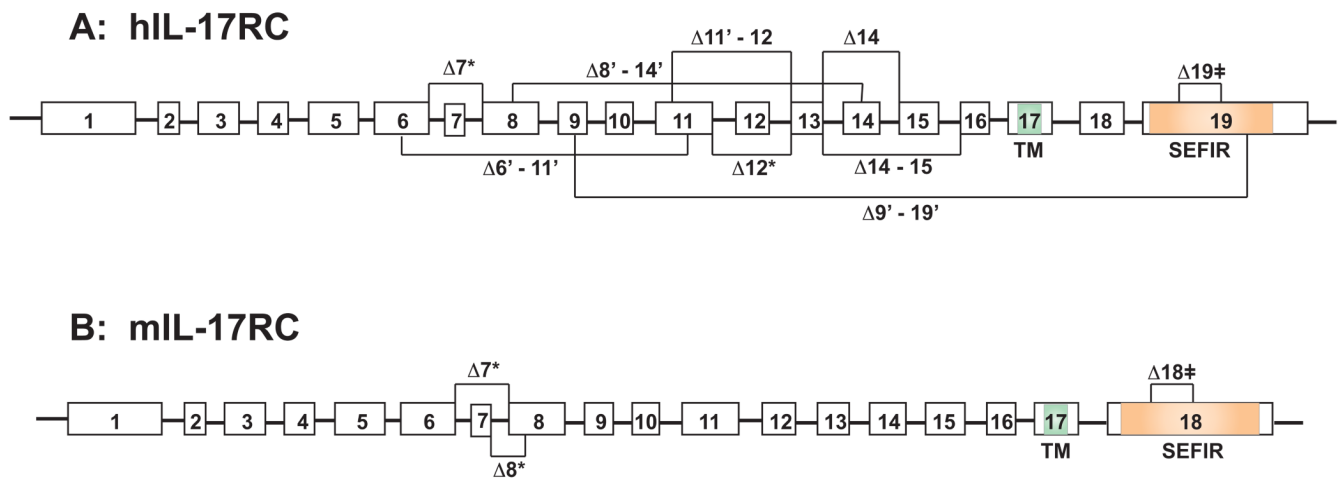 A: hIL-17RC
Δ11’ - 12 Δ14
Δ7* Δ8’ - 14’ Δ19ǂ
1 2 3 4 5 6 7 8 9 10 11 12 13 14 15 16 17 18 19
Δ6’ - 11’ Δ12* Δ14 - 15 TM SEFIR
Δ9’ - 19’
B: mIL-17RC
Δ7* Δ18ǂ
1 2 3 4 5 6 7 8 9 10 11 12 13 14 15 16 17 18
Δ8* TM SEFIR